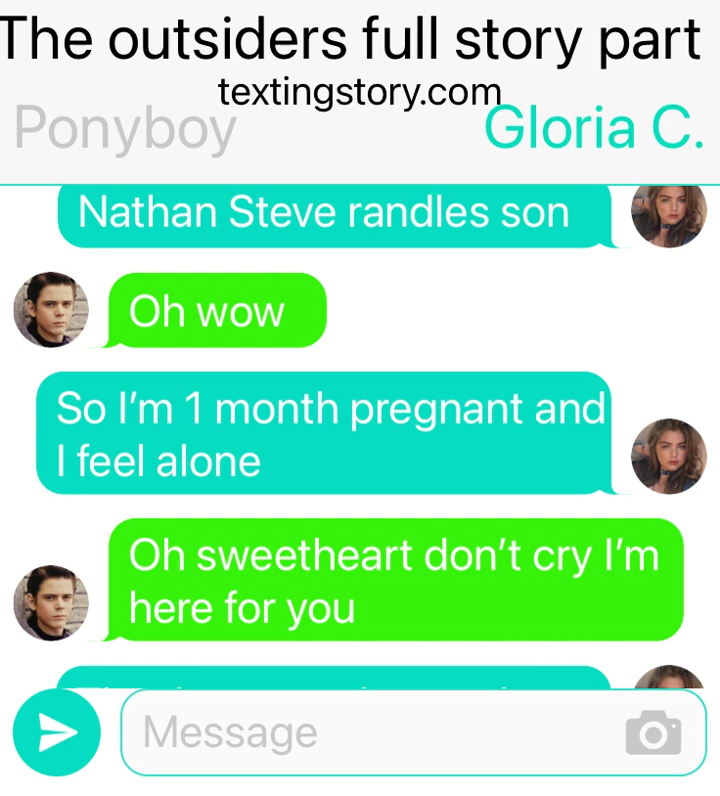 The outsiders full story part
textingstory.com
Ponyboy Gloria C.
Nathan Steve randles son
Oh wow
So I'm 1 month pregnant and
I feel alone
Oh sweetheart don't cry I'm
here for you
Message